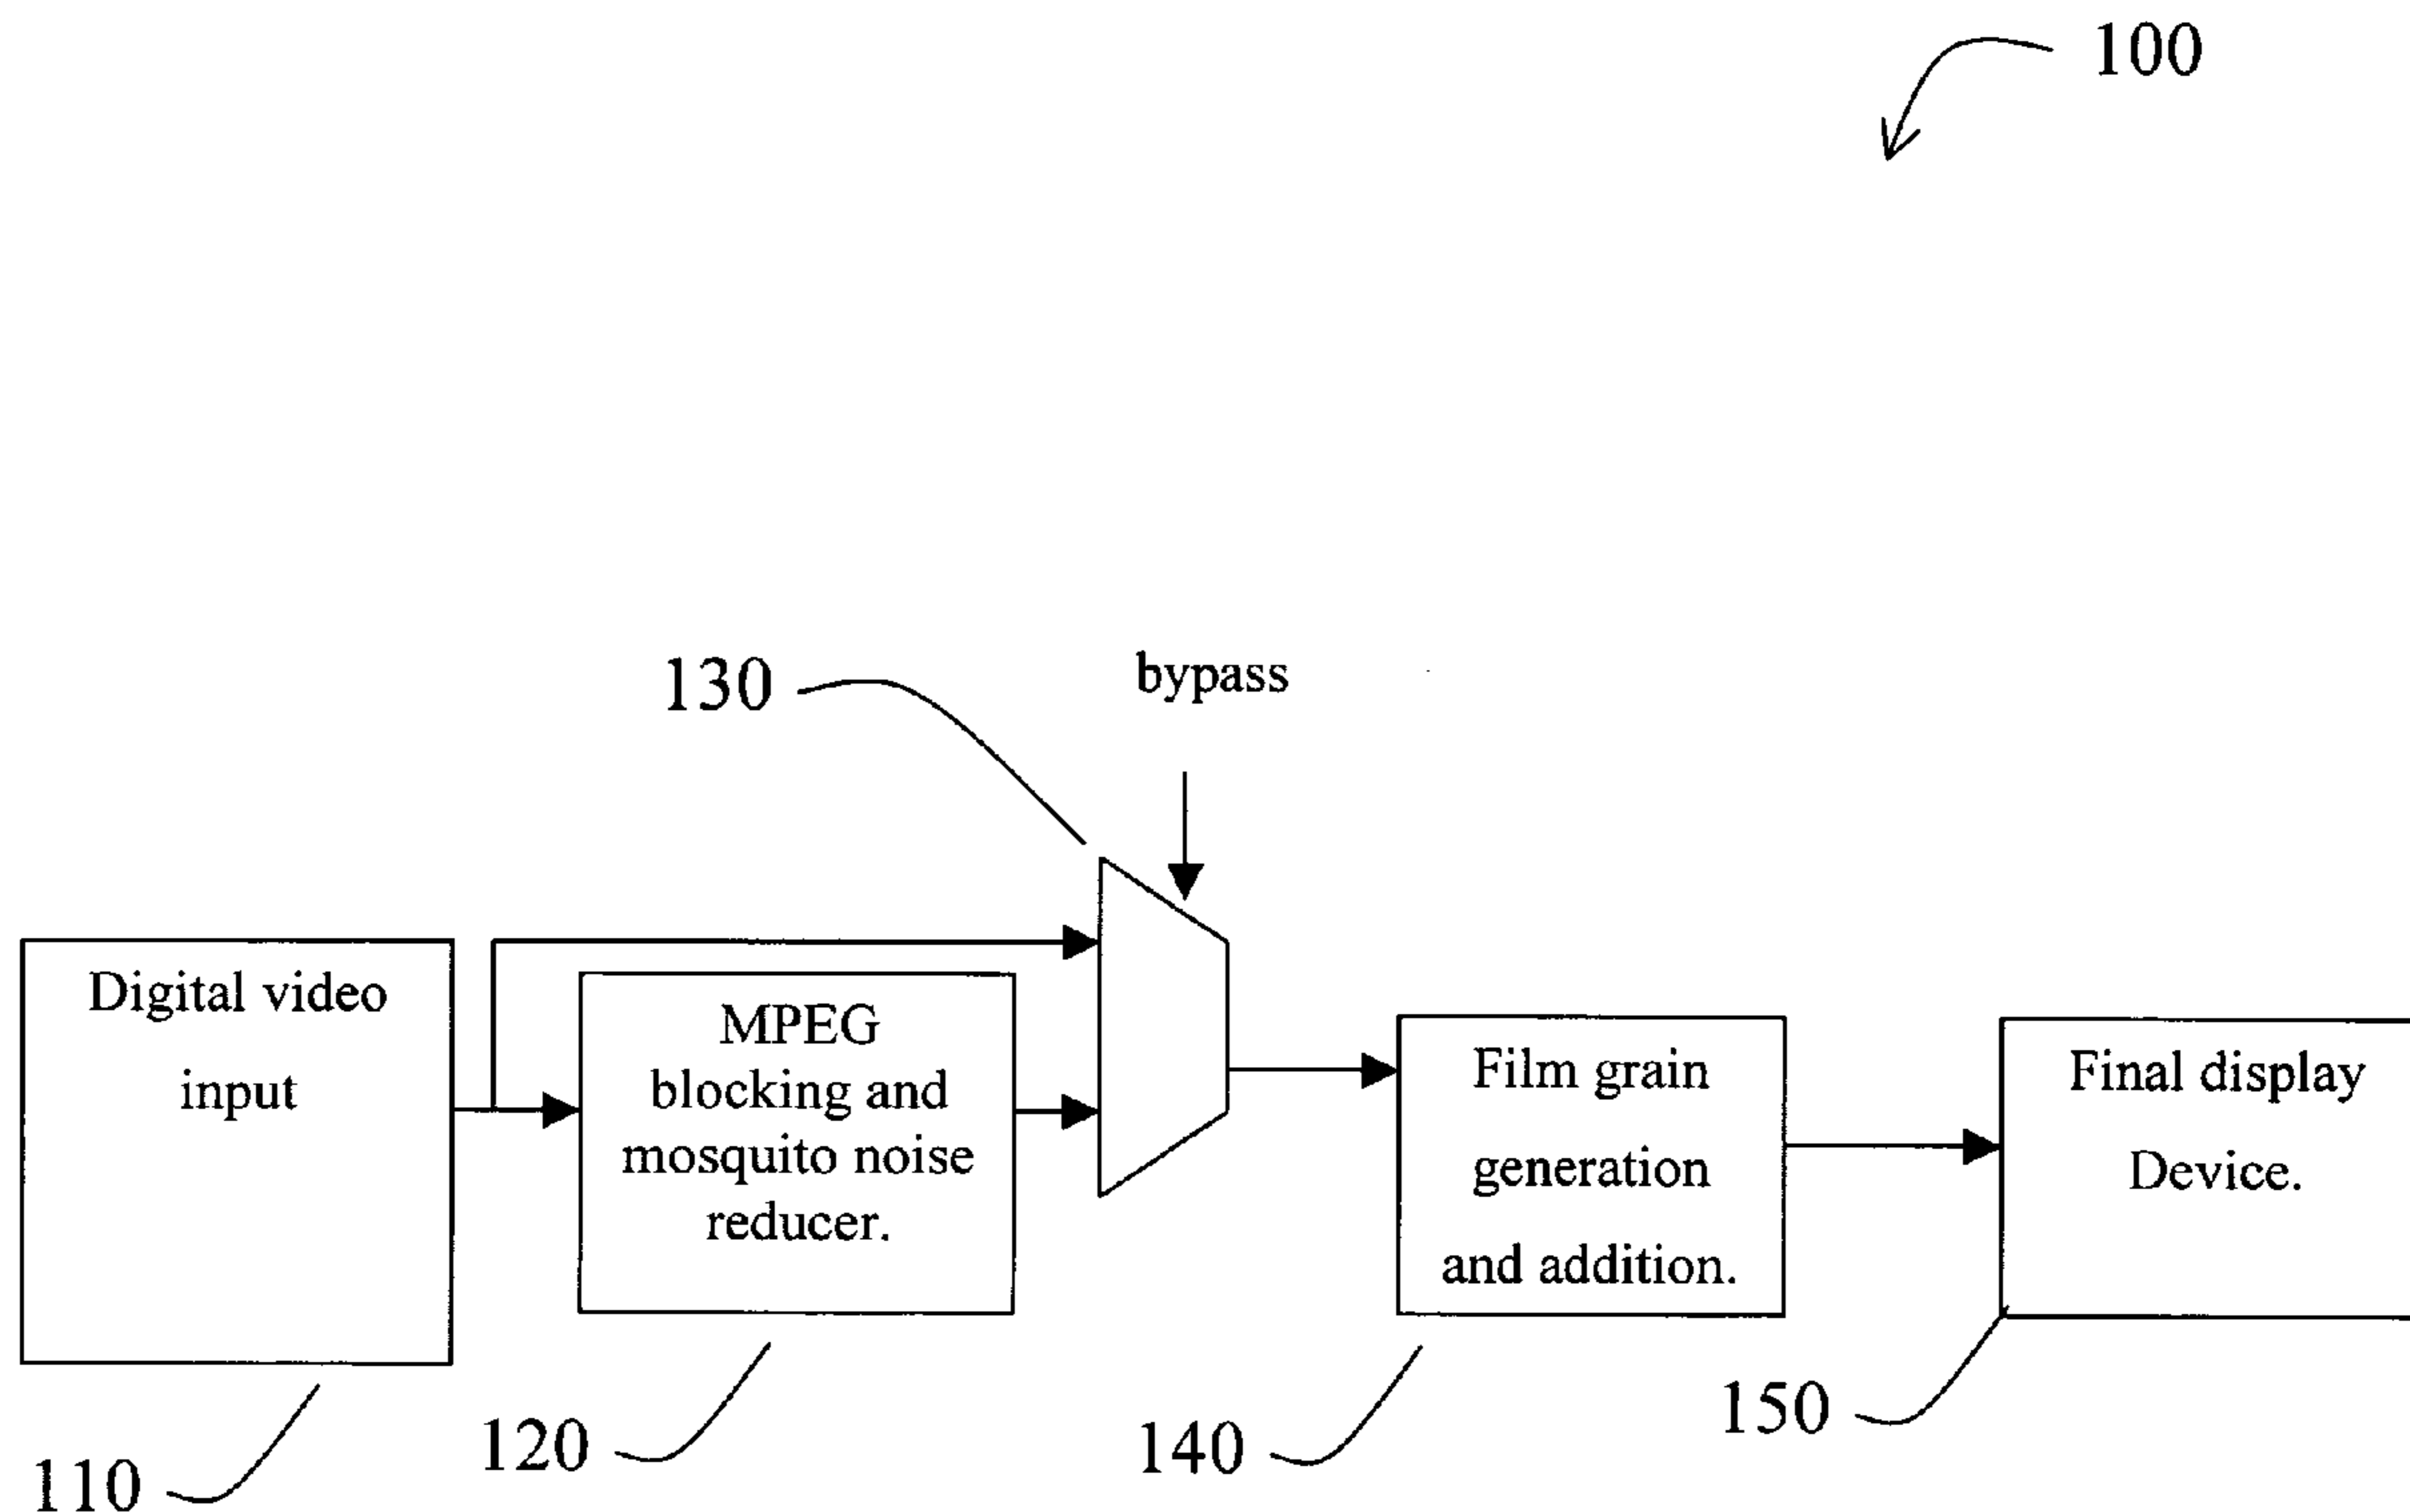 100
130
bypass
Digital video
input
MPEG
blocking and
mosquito noise
reducer.
Film grain
generation
and addition.
Final display
Device.
110
120
140
150